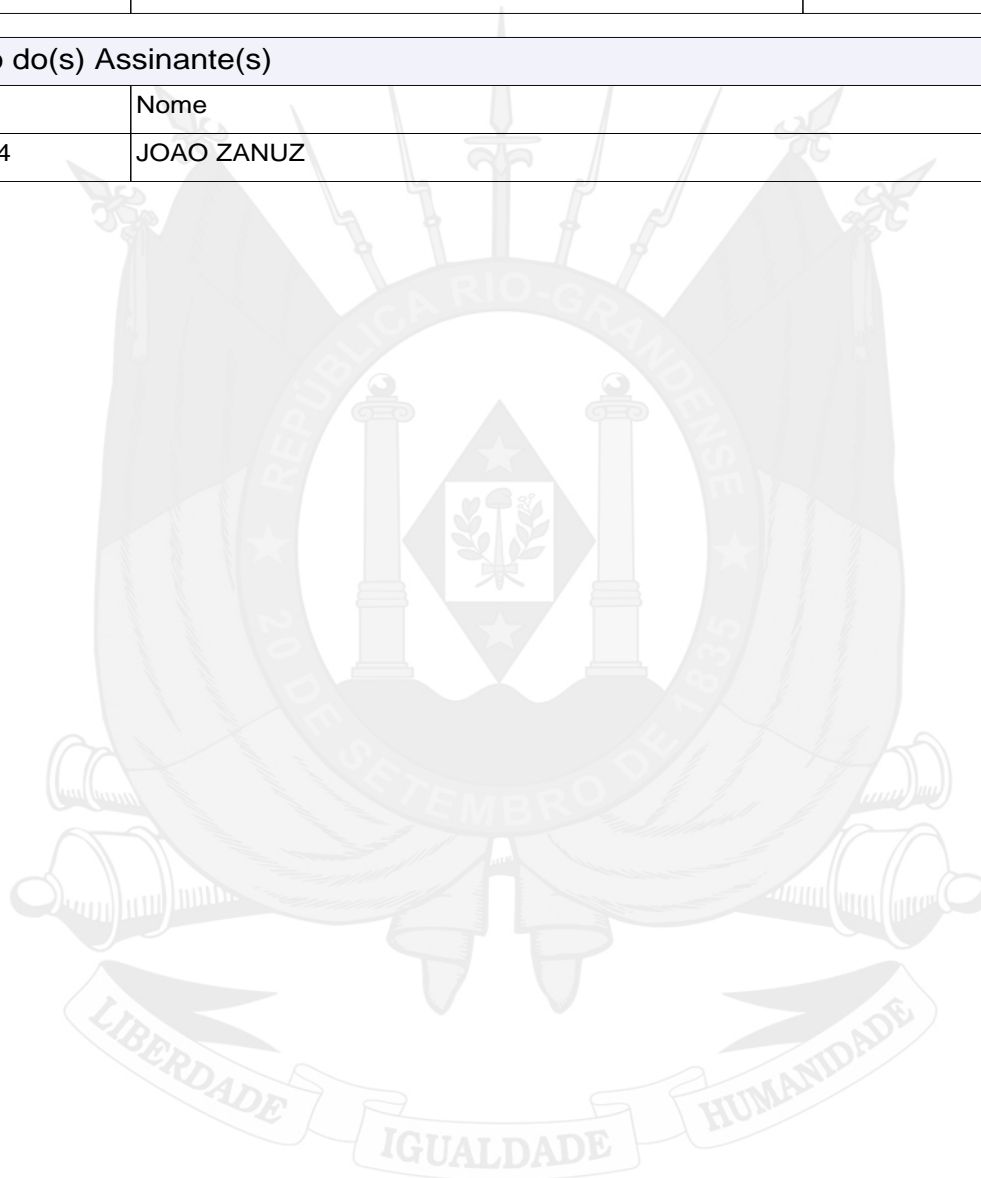 o do(s) Assinante(s)
Nome
4 JOAO ZANUZ
REPÚBLICA RIO-GRANDENSE
★ 20 DE SETEMBRO DE 1835 ★
LIBERDADE IGUALDADE HUMANIDADE